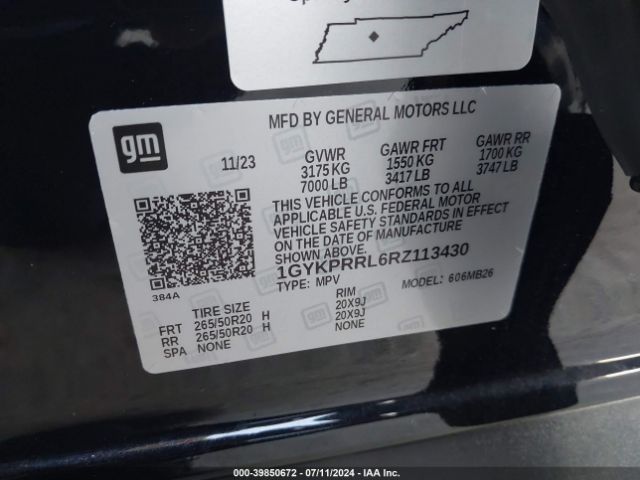 MFD BY GENERAL MOTORS LLC
gm
11/23
GVWR
3175 KG
7000 LB
GAWR FRT
1550 KG
3417 LB
GAWR RR
1700 KG
3747 LB
THIS VEHICLE CONFORMS TO ALL
APPLICABLE U.S. FEDERAL MOTOR
VEHICLE SAFETY STANDARDS IN EFFECT
ON THE DATE OF MANUFACTURE
SHOWN ABOVE.
1GYKPRRL6RZ113430
TYPE: MPV
MODEL: 606MB26
384A
TIRE SIZE
RIM
FRT 265/50R20 H 20X9J
RR 265/50R20 H 20X9J
SPA NONE NONE
000-39850672 - 07/11/2024 - IAA Inc.